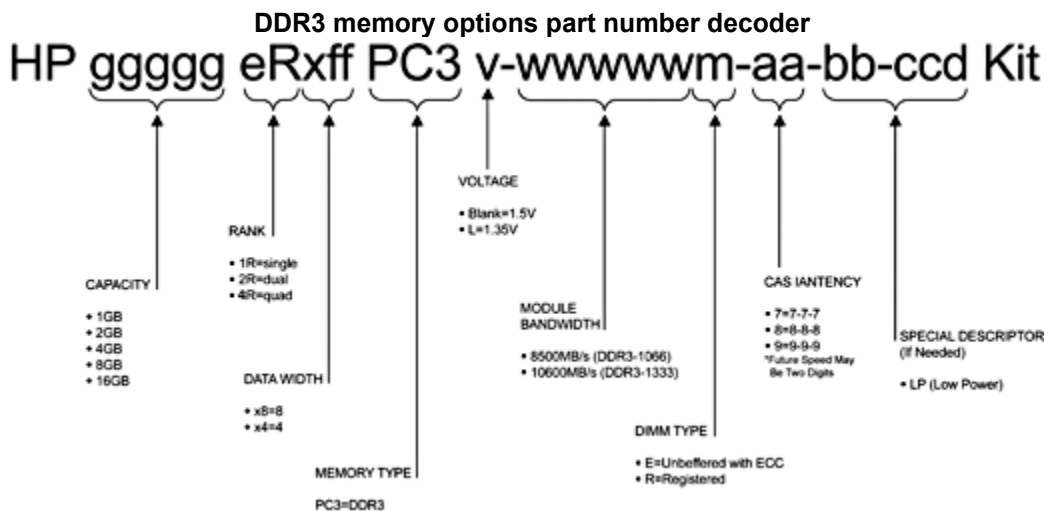 DDR3 memory options part number decoder
HP ggggg eRxff PC3 v-wwwwwm-aa-bb-ccd Kit
VOLTAGE
• Blank=1.5V
• L=1.35V
RANK
• 1R=single
• 2R=dual
• 4R=quad
CAPACITY
• 1GB
• 2GB
• 4GB
• 8GB
• 16GB
CAS IANTENCY
• 7=7-7-7
• 8=8-8-8
• 9=9-9-9
*Future Speed May
Be Two Digits
MODULE
BANDWIDTH
• 8500MB/s (DDR3-1066)
• 10600MB/s (DDR3-1333)
SPECIAL DESCRIPTOR
(If Needed)
• LP (Low Power)
DATA WIDTH
• x8=8
• x4=4
DIMM TYPE
• E=Unbeffered with ECC
• R=Registered
MEMORY TYPE
PC3=DDR3